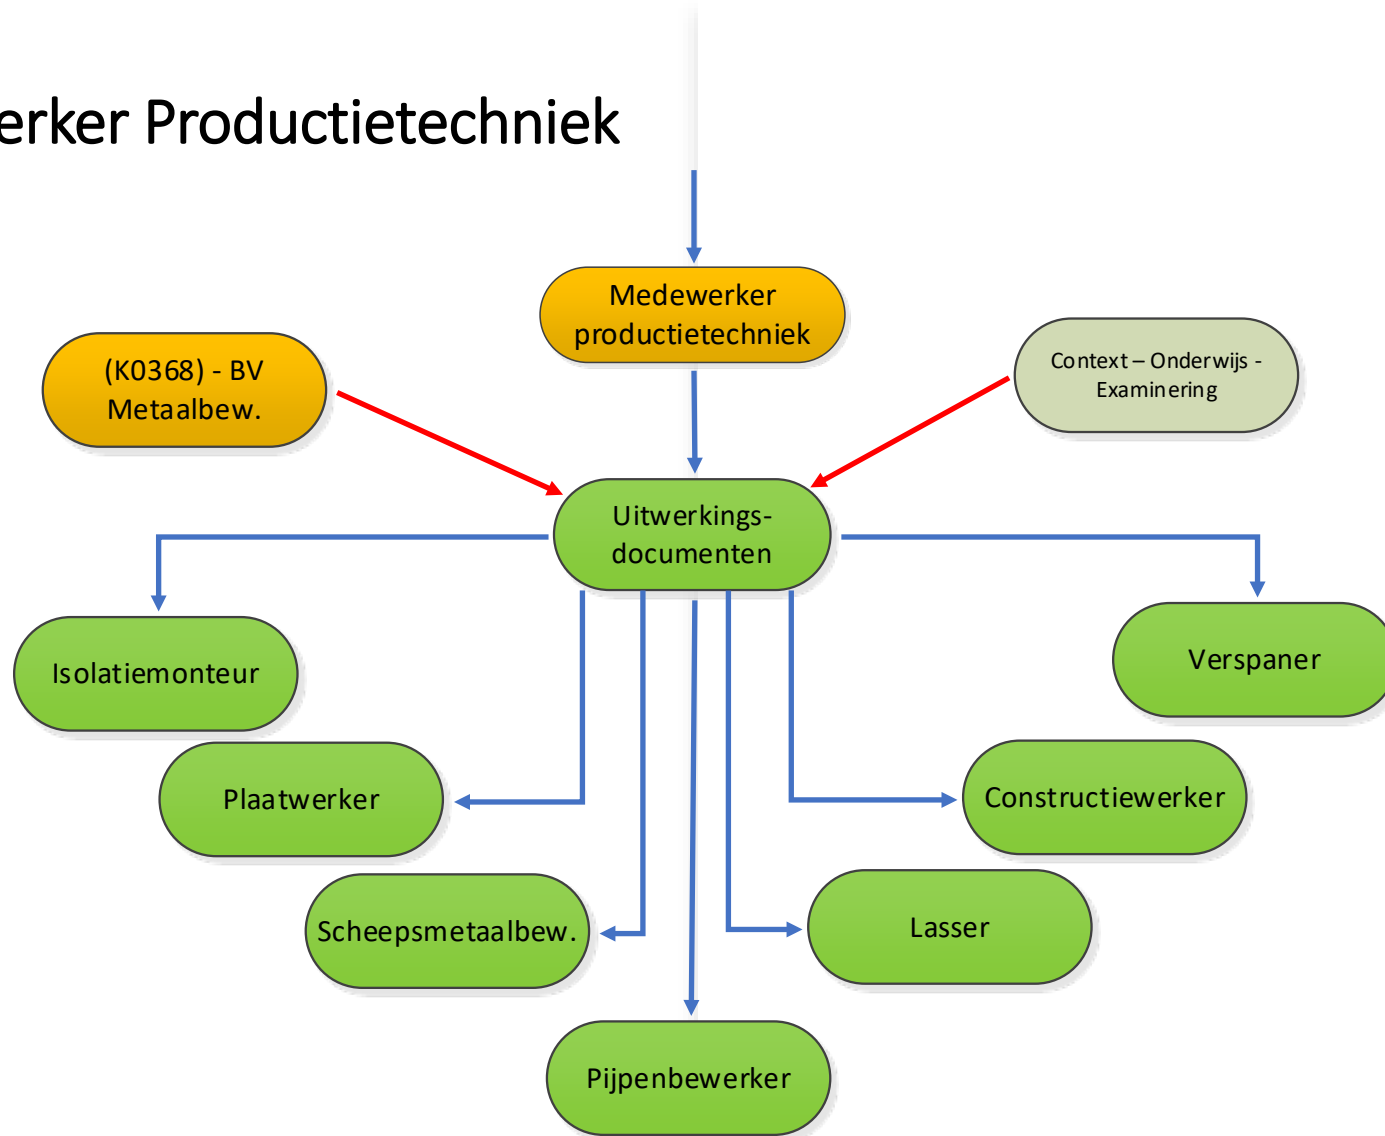 erker Productietechniek
Medewerker
productietechniek
(K0368) - BV
Metaalbew.
Context – Onderwijs -
Examinering
Uitwerkings-
documenten
Isolatiemonteur
Verspaner
Plaatwerker
Constructiewerker
Scheepsmetaalbew.
Lasser
Pijpenbewerker